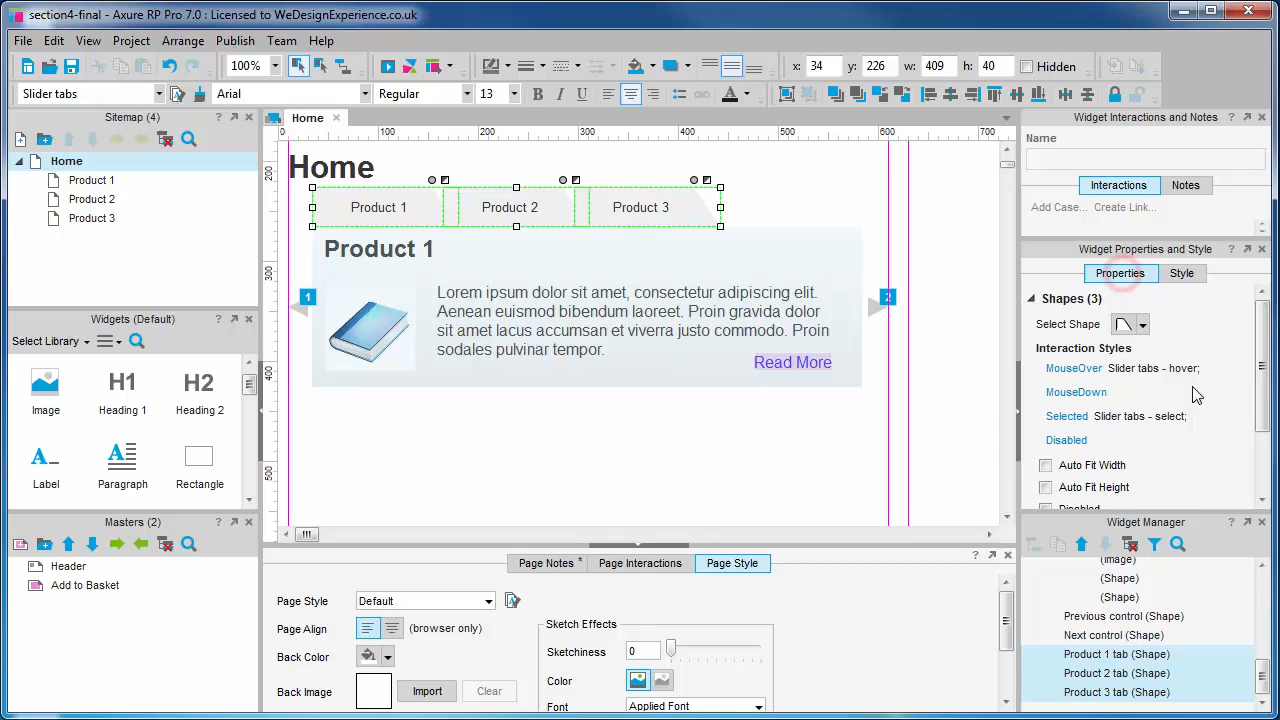 section4-final - Axure RP Pro 7.0 : Licensed to WeDesignExperience.co.uk
File Edit View Project Arrange Publish Team Help
100% x: 34 y: 226 w: 409 h: 40 Hidden
Slider tabs Arial Regular 13 B I U A
Sitemap (4) ?
Home
Product 1
Product 2
Product 3
Widgets (Default) ?
Select Library
H1 H2
Image Heading 1 Heading 2
A
Label Paragraph Rectangle
Masters (2) ?
Header
Add to Basket
Home
0 100 200 300 400 500 600 700
200
300
400
500
Home
Product 1 Product 2 Product 3
Product 1
1 2
Lorem ipsum dolor sit amet, consectetur adipiscing elit.
Aenean euismod bibendum laoreet. Proin gravida dolor
sit amet lacus accumsan et viverra justo commodo. Proin
sodales pulvinar tempor.
Read More
Page Notes * Page Interactions Page Style ?
Page Style Default
Page Align (browser only)
Back Color
Back Image Import Clear
Sketch Effects
Sketchiness 0
Color
Font Applied Font
Widget Interactions and Notes ?
Name
Interactions Notes
Add Case... Create Link...
Widget Properties and Style ?
Properties Style
Shapes (3)
Select Shape
Interaction Styles
MouseOver Slider tabs - hover;
MouseDown
Selected Slider tabs - select;
Disabled
Auto Fit Width
Auto Fit Height
Disabled
Widget Manager ?
(Image)
(Shape)
(Shape)
Previous control (Shape)
Next control (Shape)
Product 1 tab (Shape)
Product 2 tab (Shape)
Product 3 tab (Shape)